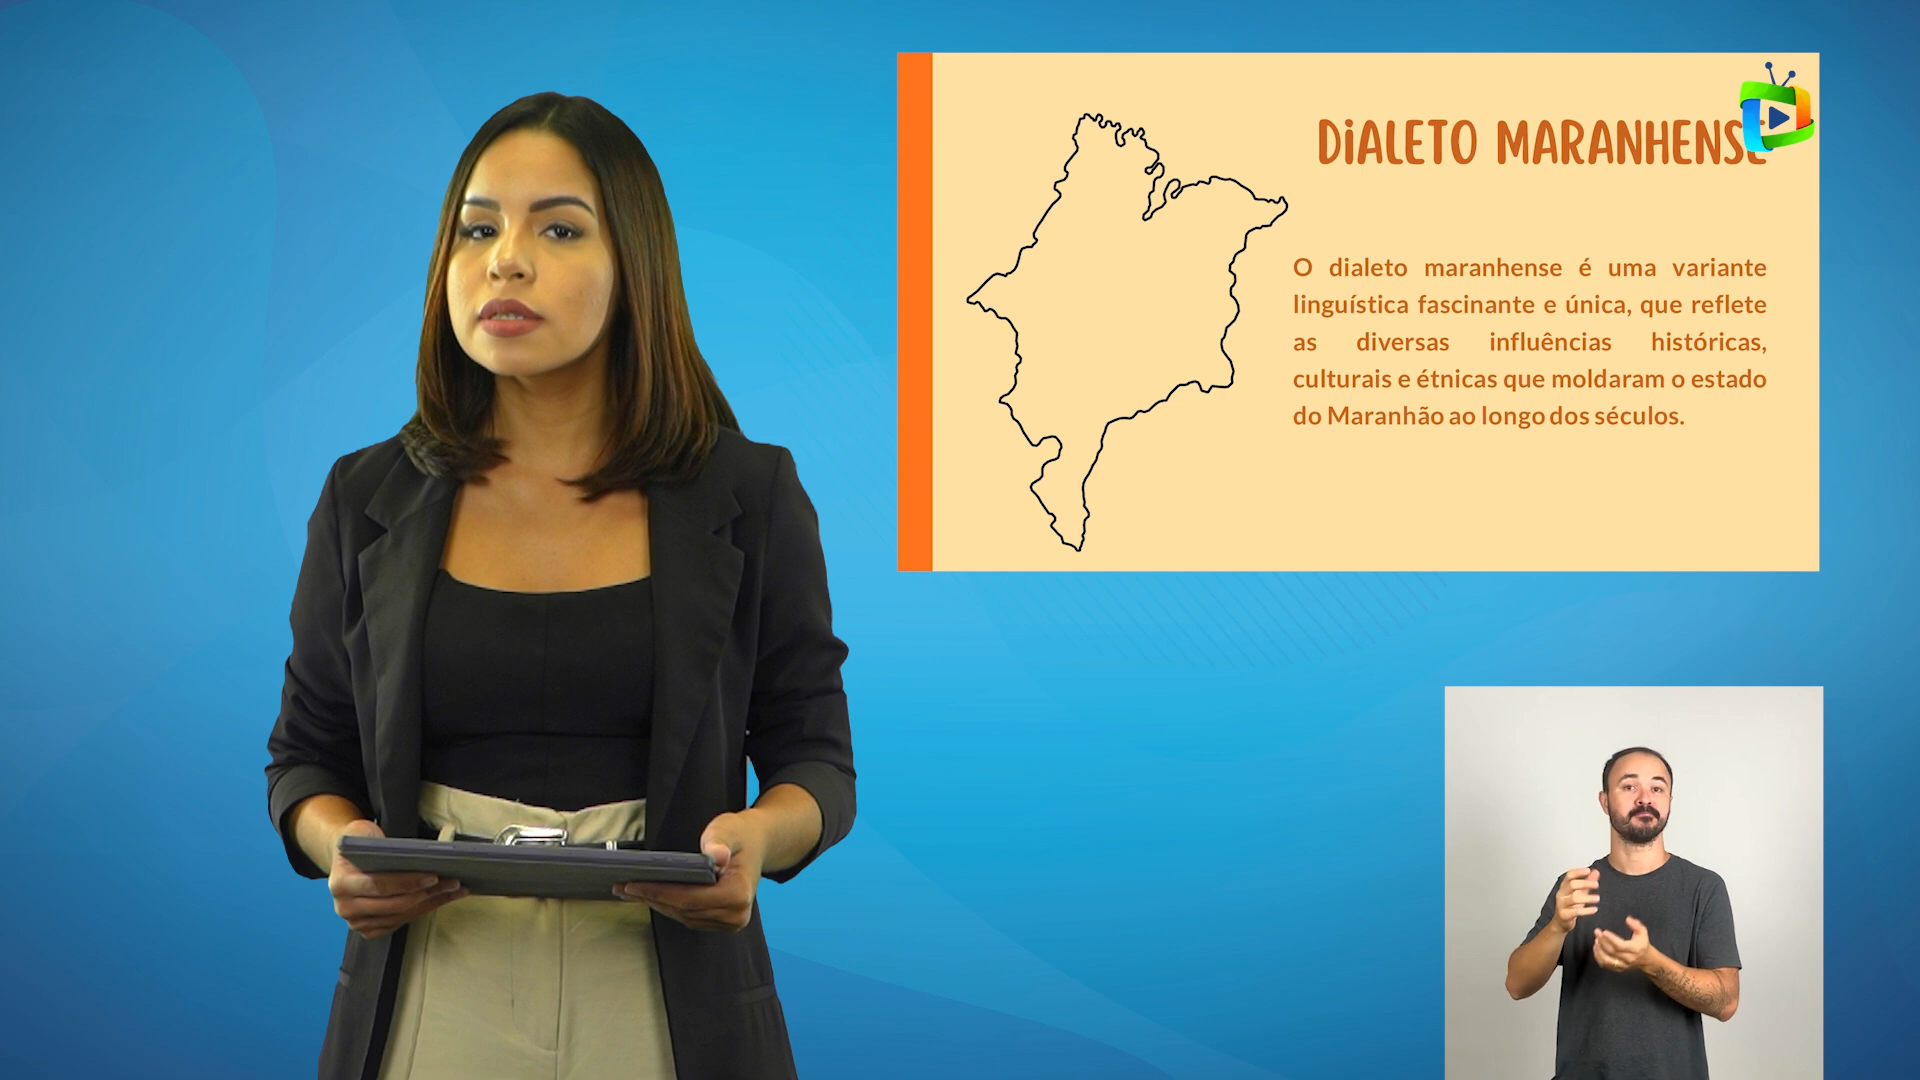 DiALETO MARANHENSE
O dialeto maranhense é uma variante
linguística fascinante e única, que reflete
as diversas influências históricas,
culturais e étnicas que moldaram o estado
do Maranhão ao longo dos séculos.